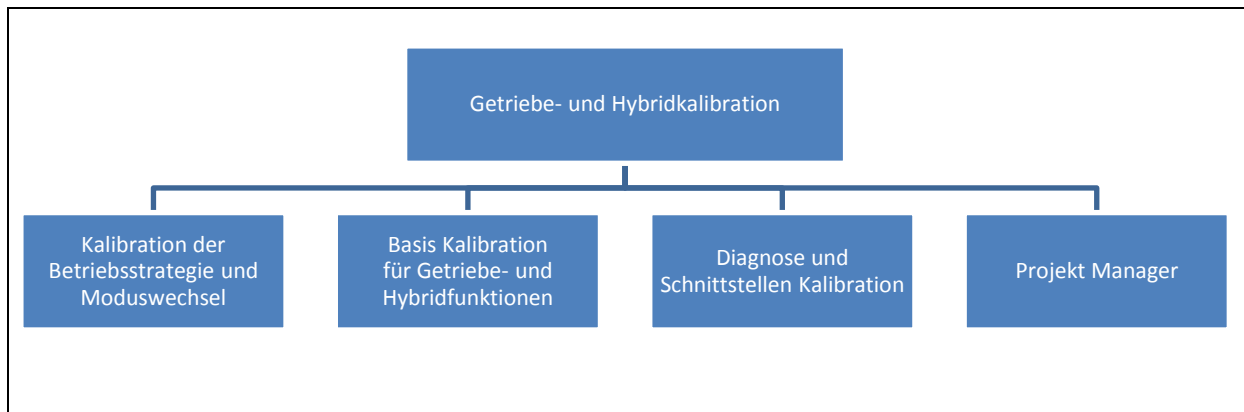 Getriebe- und Hybridkalibration
Kalibration der
Betriebsstrategie und
Moduswechsel
Basis Kalibration
für Getriebe- und
Hybridfunktionen
Diagnose und
Schnittstellen Kalibration
Projekt Manager